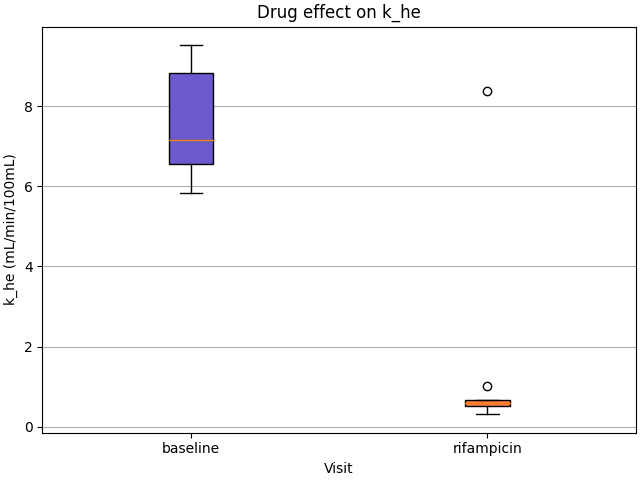 Drug effect on k_he
k_he (mL/min/100mL)
8
6
4
2
0
baseline
rifampicin
Visit